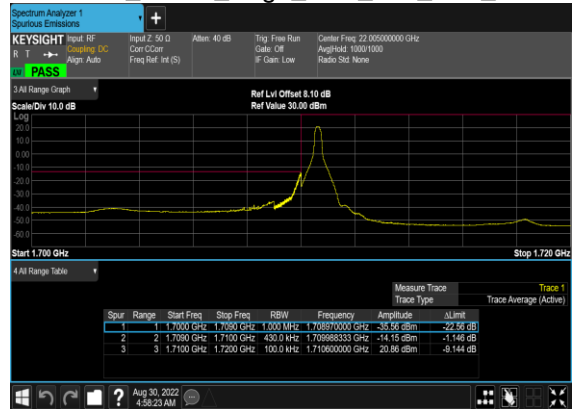 Spectrum Analyzer 1
Spurious Emissions
KEYSIGHT Input: RF Input Z: 50 Ω Atten: 40 dB Trig: Free Run Center Freq: 22.005000000 GHz
R T Coupling: DC Corr CCorr Gate: Off Avg|Hold: 1000/1000
Align: Auto Freq Ref: Int (S) IF Gain: Low Radio Std: None
PASS
3 All Range Graph
Ref Lvl Offset 8.10 dB
Scale/Div 10.0 dB Ref Value 30.00 dBm
Log
20.0
10.0
0.00
-10.0
-20.0
-30.0
-40.0
-50.0
-60.0
Start 1.700 GHz Stop 1.720 GHz
4 All Range Table
Measure Trace Trace 1
Trace Type Trace Average (Active)
Spur Range Start Freq Stop Freq RBW Frequency Amplitude ΔLimit
1 1 1.7000 GHz 1.7090 GHz 1.000 MHz 1.708970000 GHz -35.56 dBm -22.56 dB
2 2 1.7090 GHz 1.7100 GHz 430.0 kHz 1.709988333 GHz -14.15 dBm -1.146 dB
3 3 1.7100 GHz 1.7200 GHz 100.0 kHz 1.710600000 GHz 20.86 dBm -9.144 dB
? Aug 30, 2022
4:58:23 AM